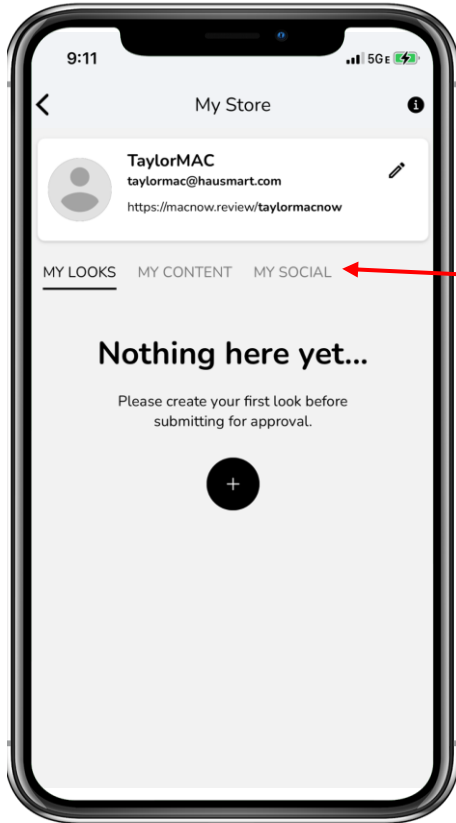 9:11
5G E
My Store
TaylorMAC
taylormac@hausmart.com
https://macnow.review/taylormacnow
MY LOOKS MY CONTENT MY SOCIAL
Nothing here yet...
Please create your first look before
submitting for approval.